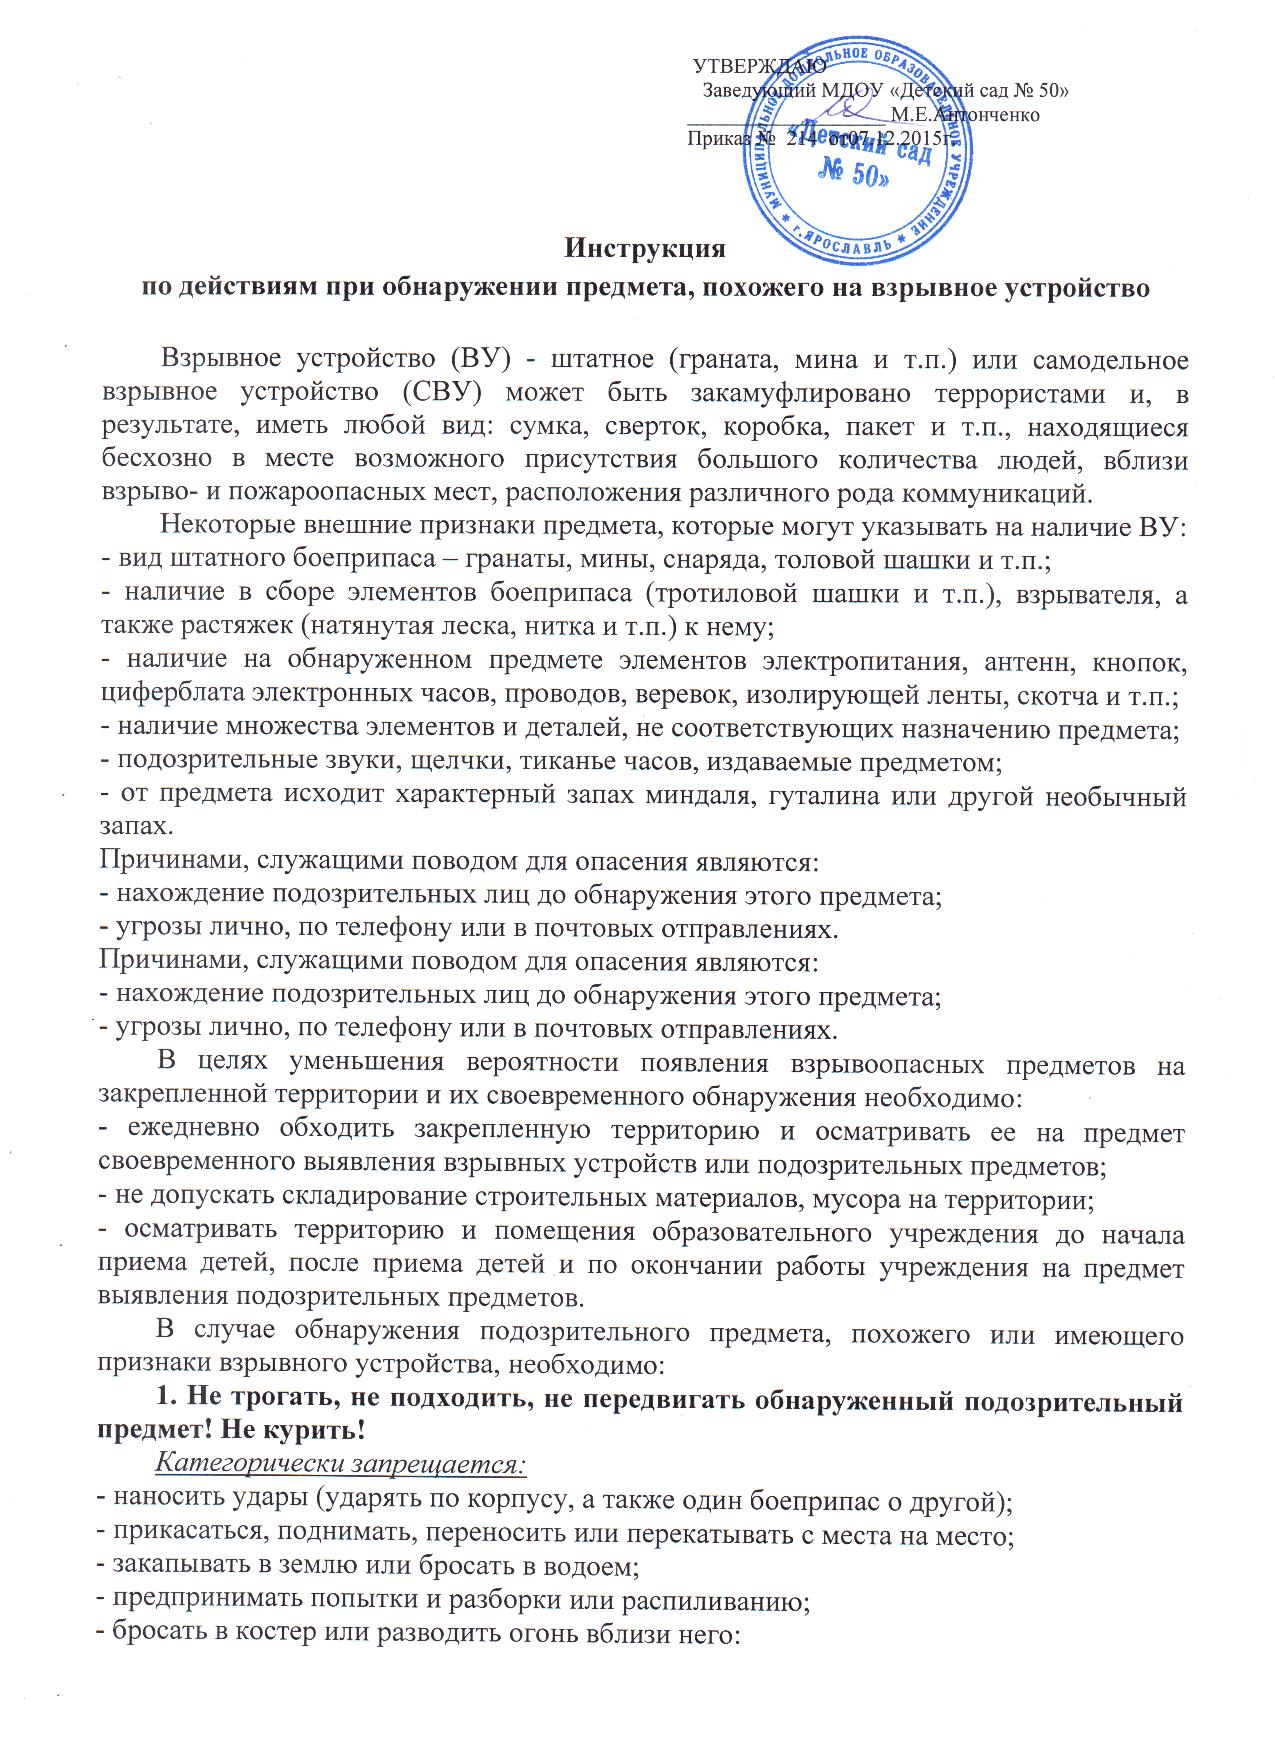 УТВЕРЖДАЮ
Заведующий МДОУ «Детский сад № 50»
___________________М.Е.Антонченко
Приказ № 214 от07.12.2015г.
МУНИЦИПАЛЬНОЕ ДОШКОЛЬНОЕ ОБРАЗОВАТЕЛЬНОЕ УЧРЕЖДЕНИЕ * г.ЯРОСЛАВЛЬ *
«Детский сад
№ 50»
Инструкция
по действиям при обнаружении предмета, похожего на взрывное устройство
Взрывное устройство (ВУ) - штатное (граната, мина и т.п.) или самодельное
взрывное устройство (СВУ) может быть закамуфлировано террористами и, в
результате, иметь любой вид: сумка, сверток, коробка, пакет и т.п., находящиеся
бесхозно в месте возможного присутствия большого количества людей, вблизи
взрыво- и пожароопасных мест, расположения различного рода коммуникаций.
Некоторые внешние признаки предмета, которые могут указывать на наличие ВУ:
- вид штатного боеприпаса – гранаты, мины, снаряда, толовой шашки и т.п.;
- наличие в сборе элементов боеприпаса (тротиловой шашки и т.п.), взрывателя, а
также растяжек (натянутая леска, нитка и т.п.) к нему;
- наличие на обнаруженном предмете элементов электропитания, антенн, кнопок,
циферблата электронных часов, проводов, веревок, изолирующей ленты, скотча и т.п.;
- наличие множества элементов и деталей, не соответствующих назначению предмета;
- подозрительные звуки, щелчки, тиканье часов, издаваемые предметом;
- от предмета исходит характерный запах миндаля, гуталина или другой необычный
запах.
Причинами, служащими поводом для опасения являются:
- нахождение подозрительных лиц до обнаружения этого предмета;
- угрозы лично, по телефону или в почтовых отправлениях.
Причинами, служащими поводом для опасения являются:
- нахождение подозрительных лиц до обнаружения этого предмета;
- угрозы лично, по телефону или в почтовых отправлениях.
В целях уменьшения вероятности появления взрывоопасных предметов на
закрепленной территории и их своевременного обнаружения необходимо:
- ежедневно обходить закрепленную территорию и осматривать ее на предмет
своевременного выявления взрывных устройств или подозрительных предметов;
- не допускать складирование строительных материалов, мусора на территории;
- осматривать территорию и помещения образовательного учреждения до начала
приема детей, после приема детей и по окончании работы учреждения на предмет
выявления подозрительных предметов.
В случае обнаружения подозрительного предмета, похожего или имеющего
признаки взрывного устройства, необходимо:
1. Не трогать, не подходить, не передвигать обнаруженный подозрительный
предмет! Не курить!
Категорически запрещается:
- наносить удары (ударять по корпусу, а также один боеприпас о другой);
- прикасаться, поднимать, переносить или перекатывать с места на место;
- закапывать в землю или бросать в водоем;
- предпринимать попытки и разборки или распиливанию;
- бросать в костер или разводить огонь вблизи него: